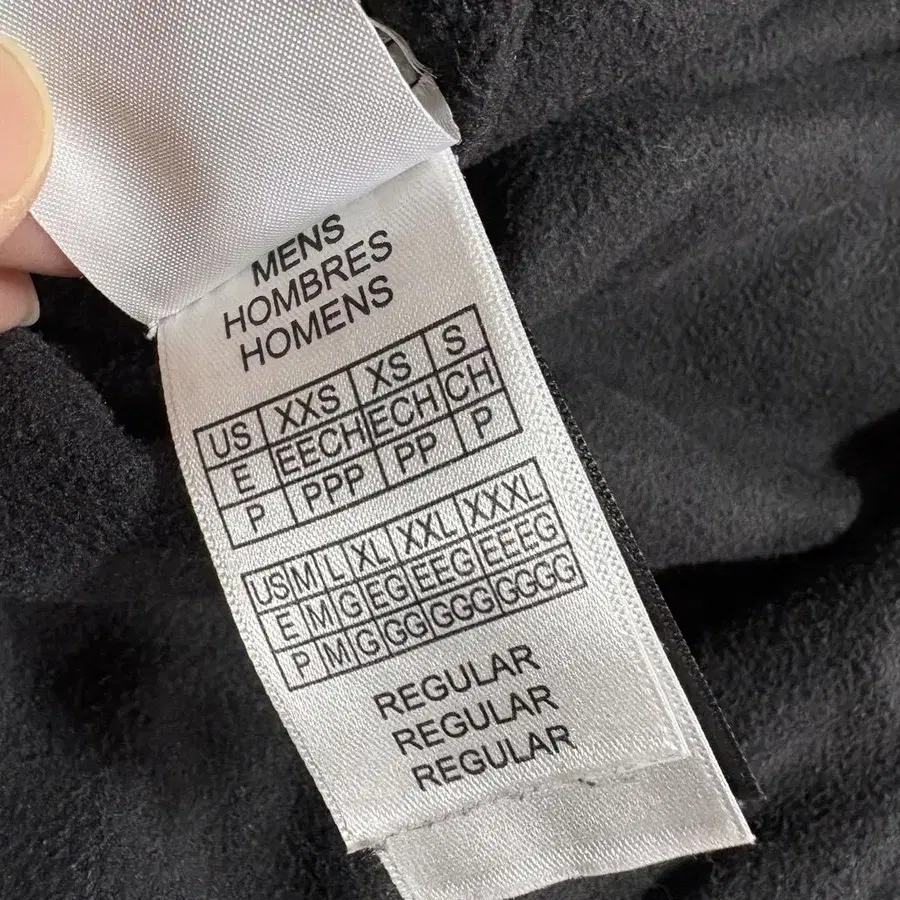 MENS
HOMBRES
HOMENS
US XXS XS S
E EECH ECH CH
P PPP PP P
US M L XL XXL XXXL
E M G EG EEG EEEG
P M G GG GGG GGGG
REGULAR
REGULAR
REGULAR